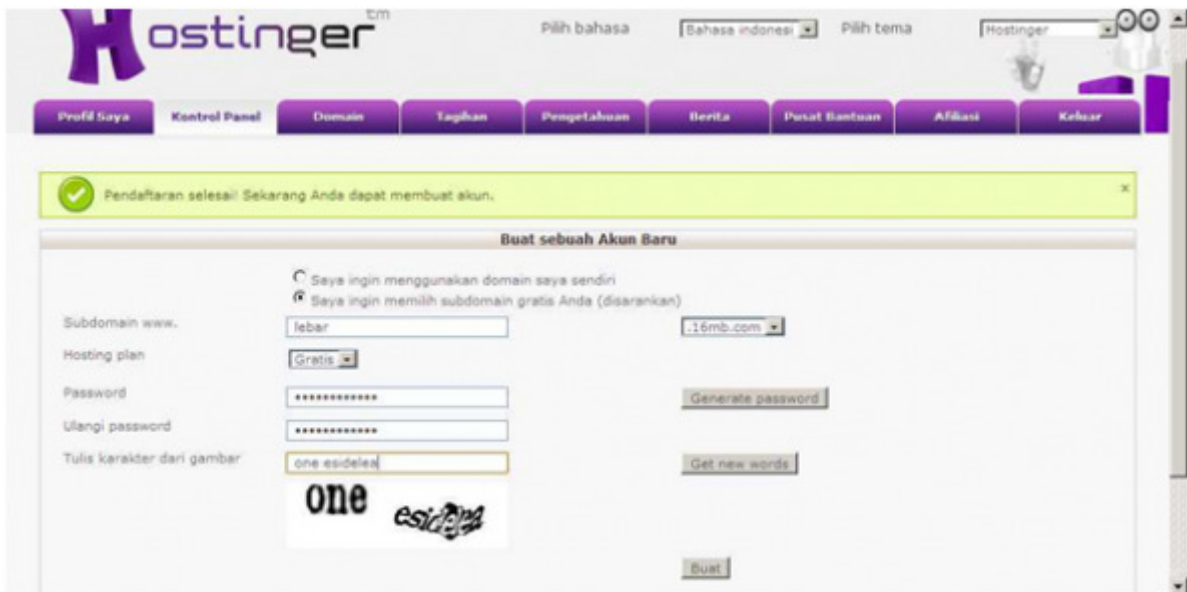 Hostinger tm
Pilih bahasa Bahasa indonesi Pilih tema Hostinger
Profil Saya Kontrol Panel Domain Tagihan Pengetahuan Berita Pusat Bantuan Afiliasi Keluar
Pendaftaran selesai! Sekarang Anda dapat membuat akun. x
Buat sebuah Akun Baru
Saya ingin menggunakan domain saya sendiri
Saya ingin memilih subdomain gratis Anda (disarankan)
Subdomain www. lebar .16mb.com
Hosting plan Gratis
Password •••••••••••• Generate password
Ulangi password ••••••••••••
Tulis karakter dari gambar one esidelea Get new words
one
Buat